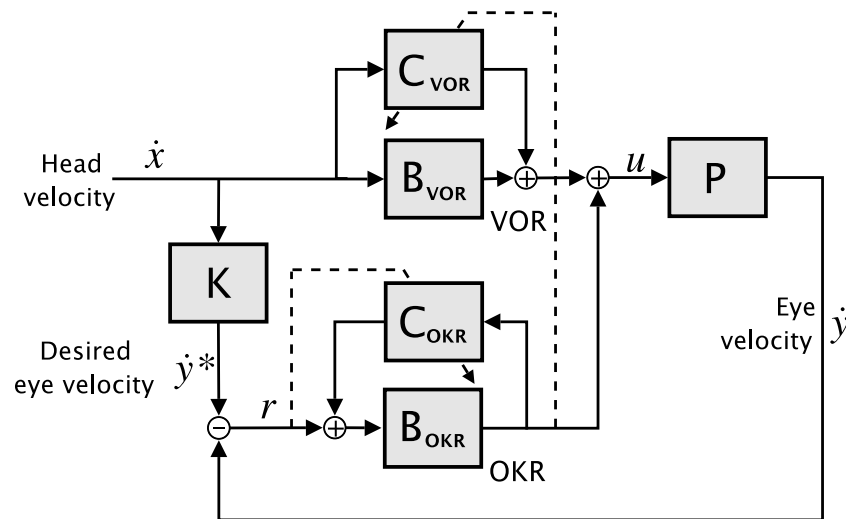 C VOR
Head
velocity
ẋ
B VOR
+
+
u
P
VOR
K
Eye
velocity
ẏ
C OKR
Desired
eye velocity
ẏ*
−
r
+
B OKR
OKR